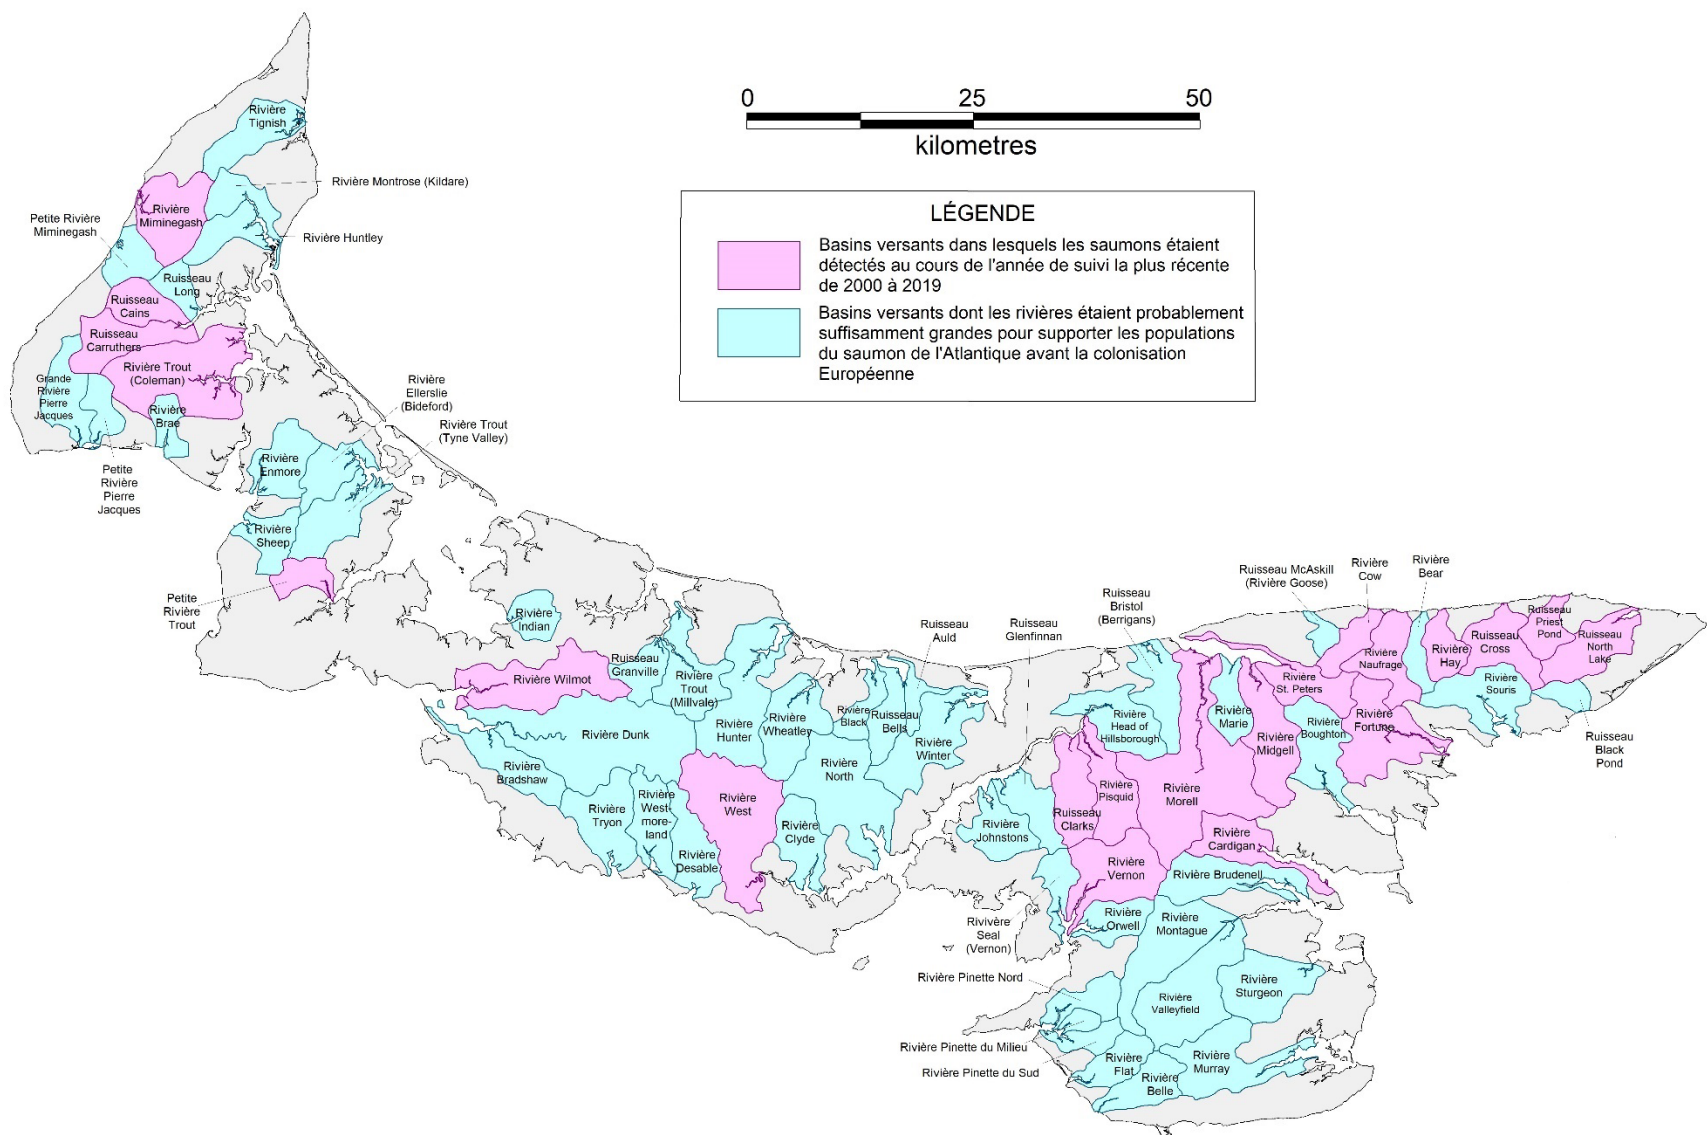 0
25
50
kilometres
LÉGENDE
Basins versants dans lesquels les saumons étaient
détectés au cours de l'année de suivi la plus récente
de 2000 à 2019
Basins versants dont les rivières étaient probablement
suffisamment grandes pour supporter les populations
du saumon de l'Atlantique avant la colonisation
Européenne
Rivière
Tignish
Rivière Montrose (Kildare)
Rivière
Miminegash
Petite Rivière
Miminegash
Rivière Huntley
Ruisseau
Long
Ruisseau
Cains
Ruisseau
Carruthers
Rivière Trout
(Coleman)
Grande
Rivière
Pierre
Jacques
Rivière
Brae
Petite
Rivière
Pierre
Jacques
Rivière
Ellerslie
(Bideford)
Rivière Trout
(Tyne Valley)
Rivière
Enmore
Rivière
Sheep
Petite
Rivière
Trout
Rivière
Indian
Rivière Wilmot
Ruisseau
Granville
Rivière
Trout
(Millvale)
Rivière Dunk
Rivière
Hunter
Rivière
Wheatley
Rivière
Black
Ruisseau
Bells
Ruisseau
Auld
Rivière
Winter
Rivière
North
Rivière
Bradshaw
Rivière
Tryon
Rivière
West-
more-
land
Rivière
Desable
Rivière
West
Rivière
Clyde
Ruisseau
Glenfinnan
Ruisseau
Bristol
(Berrigans)
Ruisseau McAskill
(Rivière Goose)
Rivière
Cow
Rivière
Bear
Ruisseau
Priest
Pond
Ruisseau
Cross
Ruisseau
North
Lake
Rivière
Hay
Rivière
Naufrage
Rivière
St. Peters
Rivière
Souris
Ruisseau
Black
Pond
Rivière
Fortune
Rivière
Boughton
Rivière
Midgell
Rivière
Marie
Rivière
Head of
Hillsborough
Rivière
Morell
Rivière
Pisquid
Ruisseau
Clarks
Rivière
Johnstons
Rivière
Cardigan
Rivière
Vernon
Rivière Brudenell
Rivière
Orwell
Rivière
Montague
Rivivère
Seal
(Vernon)
Rivière Pinette Nord
Rivière
Sturgeon
Rivière
Valleyfield
Rivière Pinette du Milieu
Rivière Pinette du Sud
Rivière
Flat
Rivière
Belle
Rivière
Murray